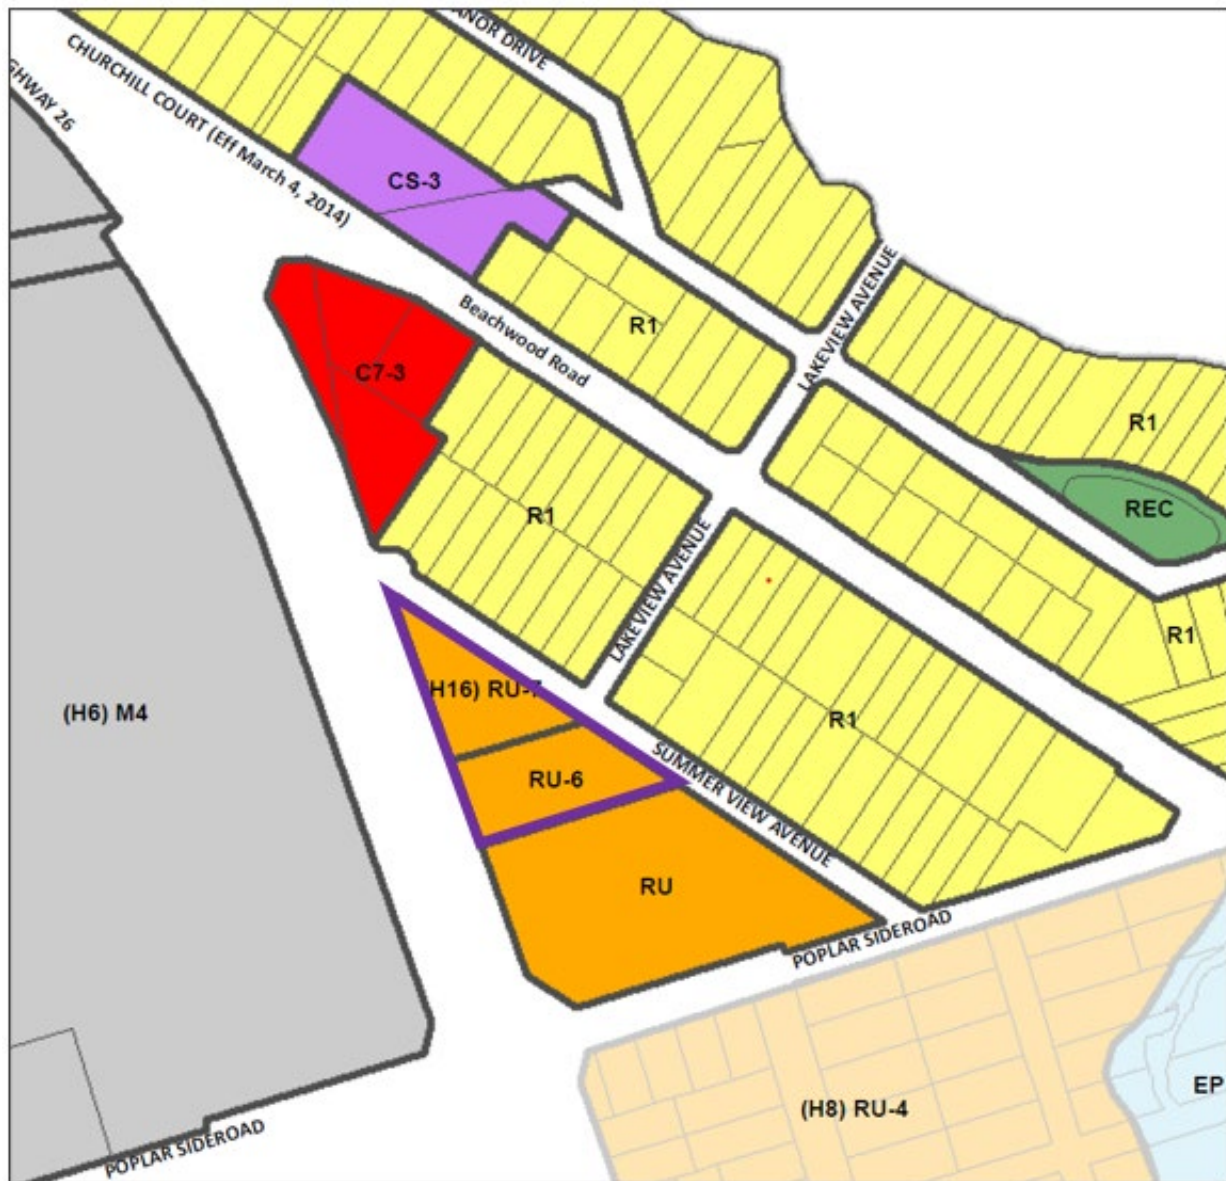 ANOR DRIVE
GHWAY 26
CHURCHILL COURT (Eff March 4, 2014)
CS-3
LAKEVIEW AVENUE
Beachwood Road
R1
C7-3
R1
REC
R1
LAKEVIEW AVENUE
R1
(H6) M4
H16) RU-7
R1
SUMMER VIEW AVENUE
RU-6
RU
POPLAR SIDEROAD
EP
(H8) RU-4
POPLAR SIDEROAD